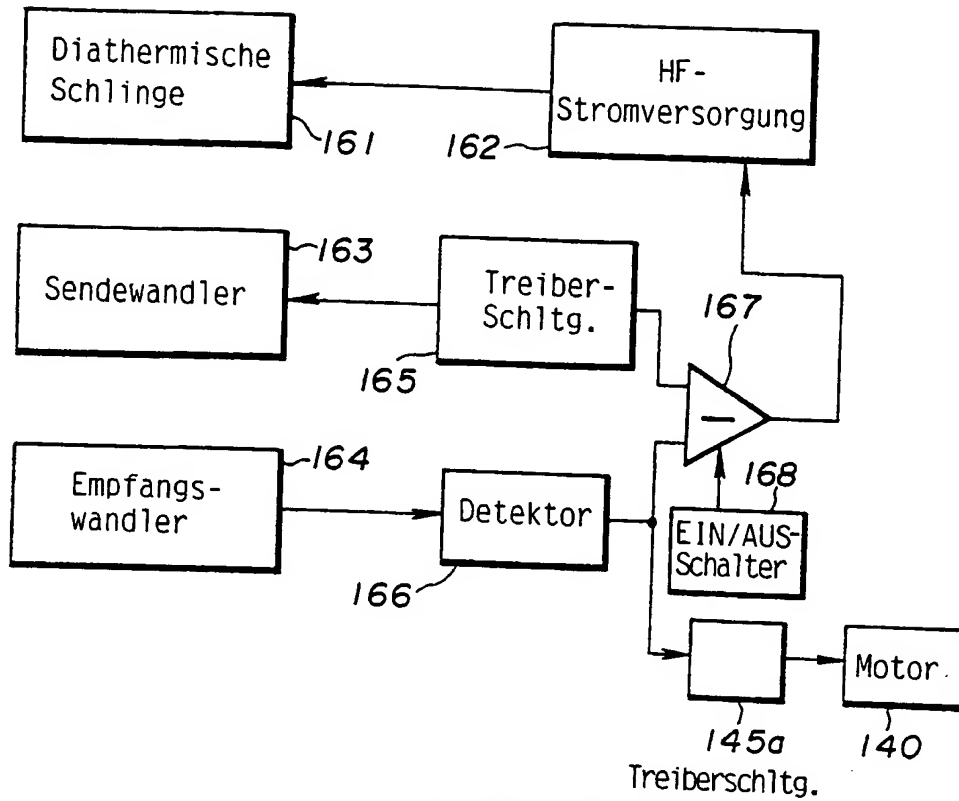 Diathermische
Schlinge
161
HF-
Stromversorgung
162
Sendewandler
163
Treiber-
Schltg.
165
167
Empfangs-
wandler
164
Detektor
166
168
EIN/AUS-
Schalter
145a
Treiberschltg.
Motor
140